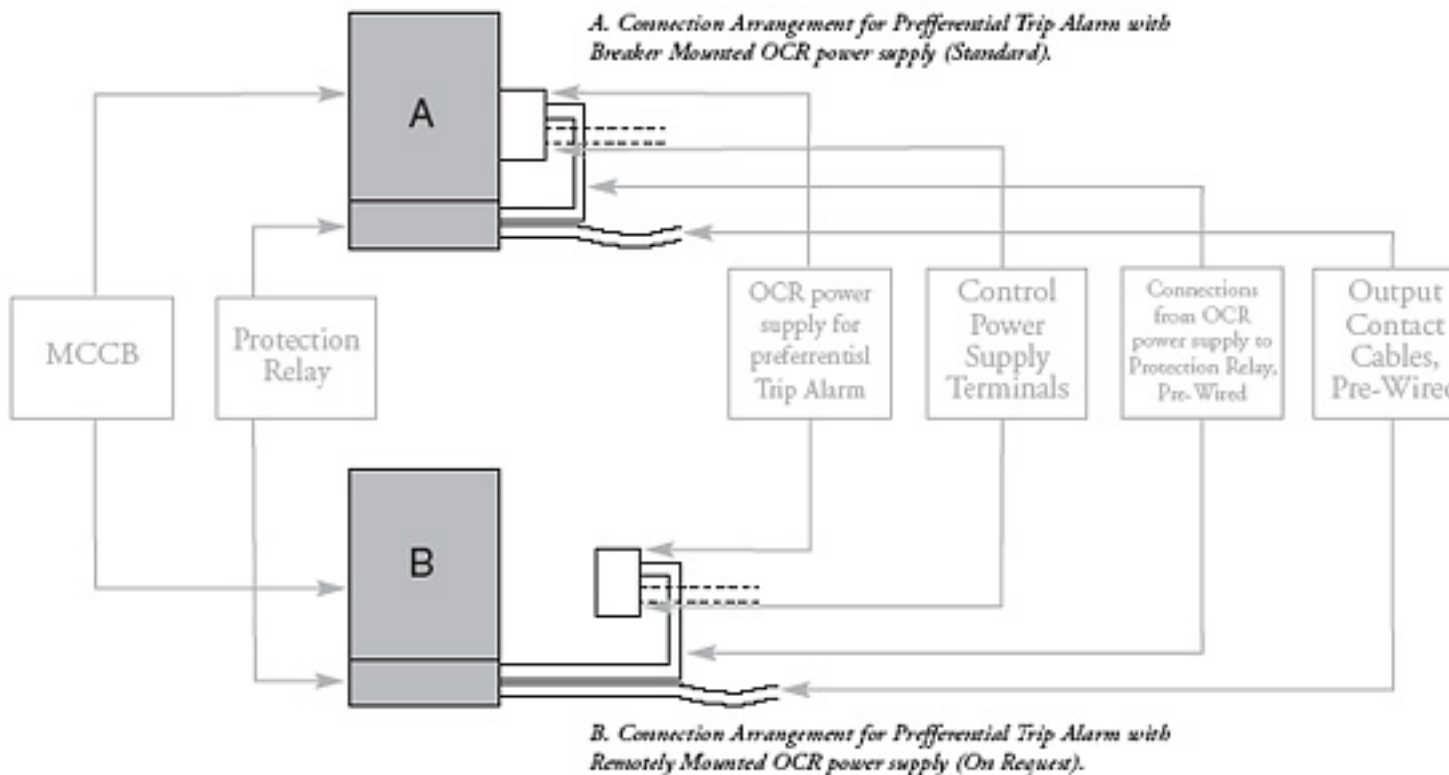 A. Connection Arrangement for Prefferential Trip Alarm with
Breaker Mounted OCR power supply (Standard).
A
MCCB
Protection
Relay
OCR power
supply for
preferrentisl
Trip Alarm
Control
Power
Supply
Terminals
Connections
from OCR
power supply to
Protection Relay,
Pre-Wired
Output
Contact
Cables,
Pre-Wired
B
B. Connection Arrangement for Prefferential Trip Alarm with
Remotely Mounted OCR power supply (On Request).